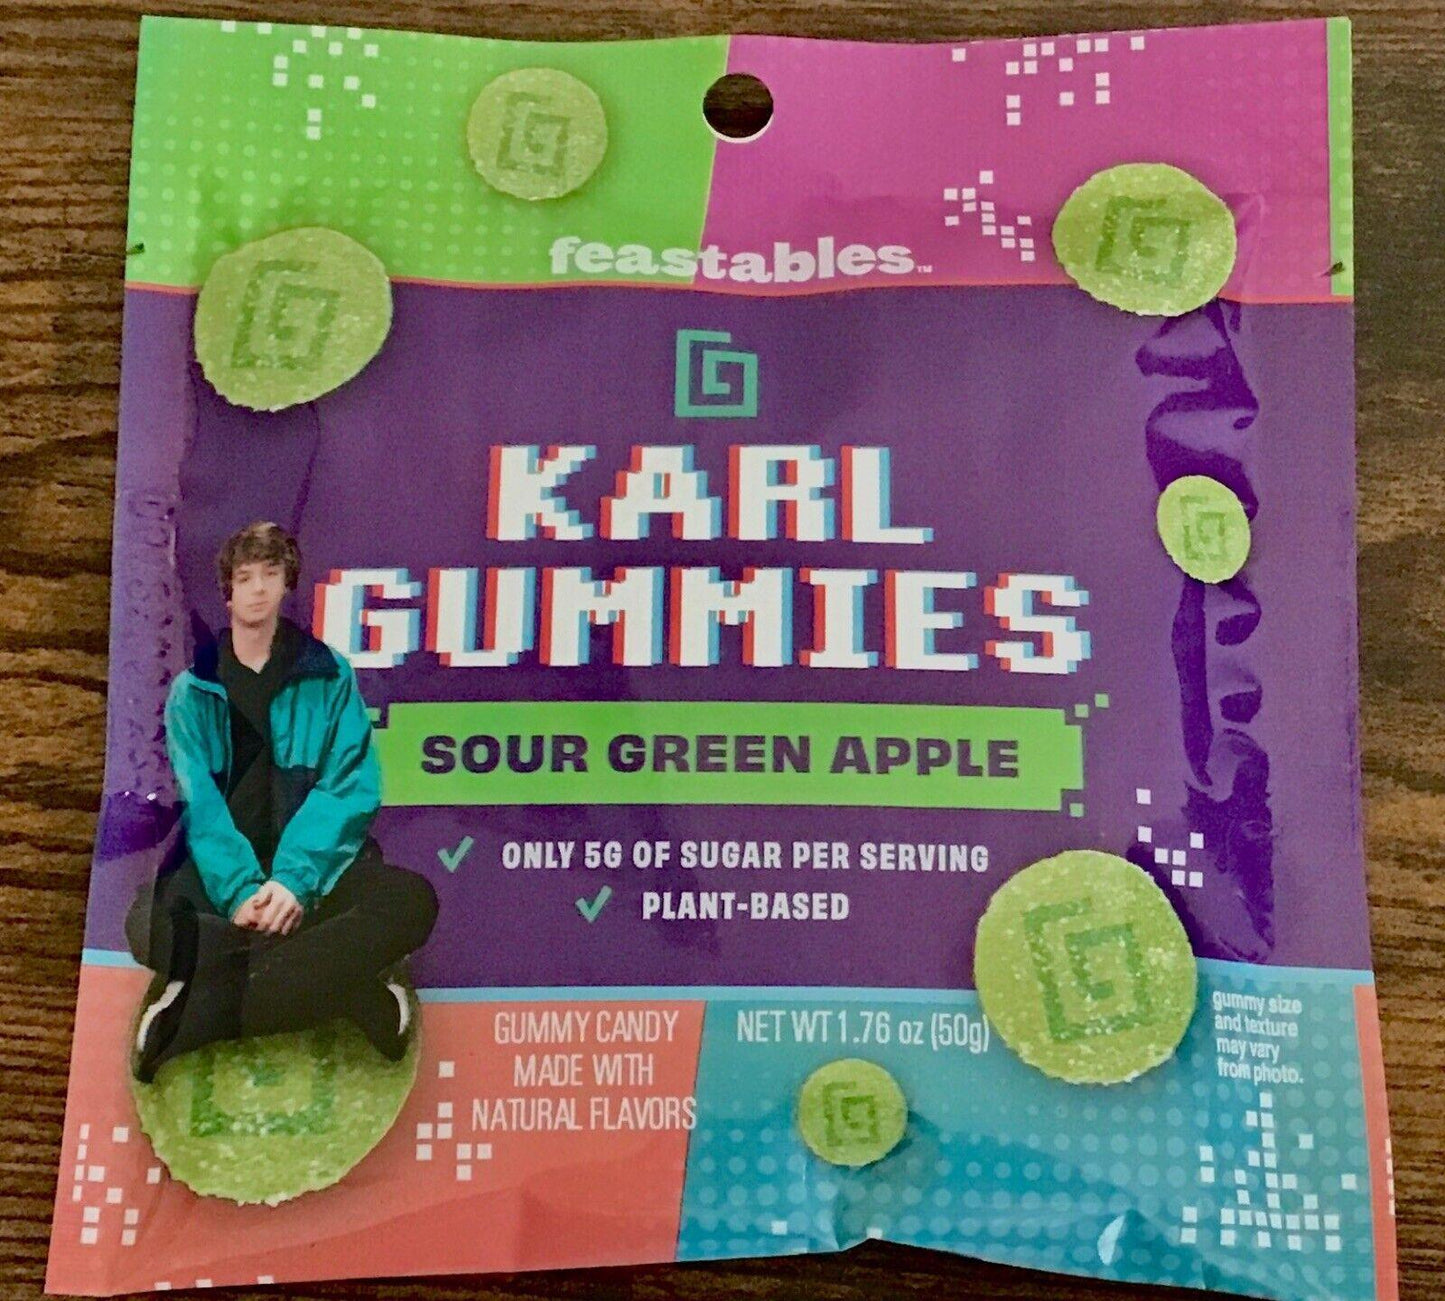 feastables™
KARL
GUMMIES
SOUR GREEN APPLE
ONLY 5G OF SUGAR PER SERVING
PLANT-BASED
GUMMY CANDY
MADE WITH
NATURAL FLAVORS
NET WT 1.76 oz (50g)
gummy size
and texture
may vary
from photo.